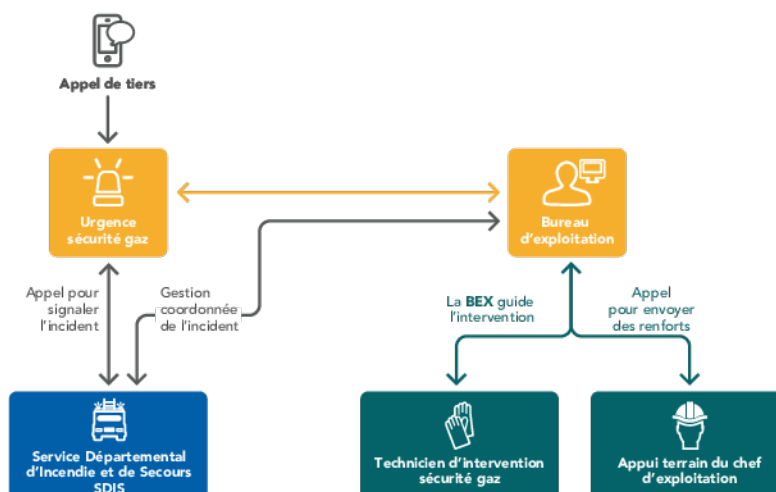 Appel de tiers
Urgence
sécurité gaz
Bureau
d'exploitation
Appel pour
signaler
l'incident
Gestion
coordonnée
de l'incident
La BEX guide
l'intervention
Appel
pour envoyer
des renforts
Service Départemental
d'Incendie et de Secours
SDIS
Technicien d'intervention
sécurité gaz
Appui terrain du chef
d'exploitation